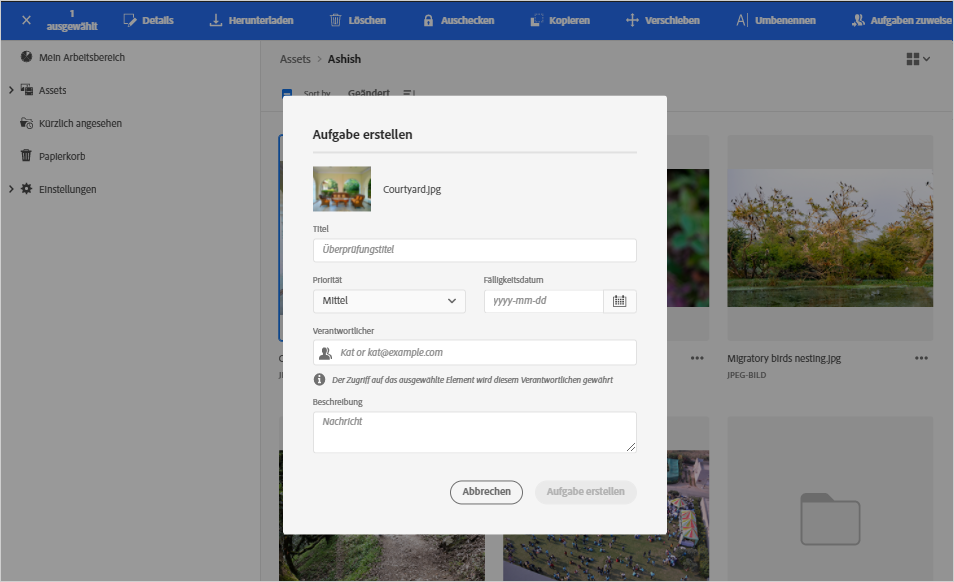 1
ausgewählt
Details
Herunterladen
Löschen
Auschecken
Kopieren
Verschieben
Umbenennen
Aufgaben zuweise
Mein Arbeitsbereich
Assets
Kürzlich angesehen
Papierkorb
Einstellungen
Assets > Ashish
Sort by Geändert
Aufgabe erstellen
Courtyard.jpg
Titel
Überprüfungstitel
Priorität
Mittel
Fälligkeitsdatum
yyyy-mm-dd
Verantwortlicher
Kat or kat@example.com
Der Zugriff auf das ausgewählte Element wird diesem Verantwortlichen gewährt
Beschreibung
Nachricht
Abbrechen
Aufgabe erstellen
Migratory birds nesting.jpg
JPEG-BILD